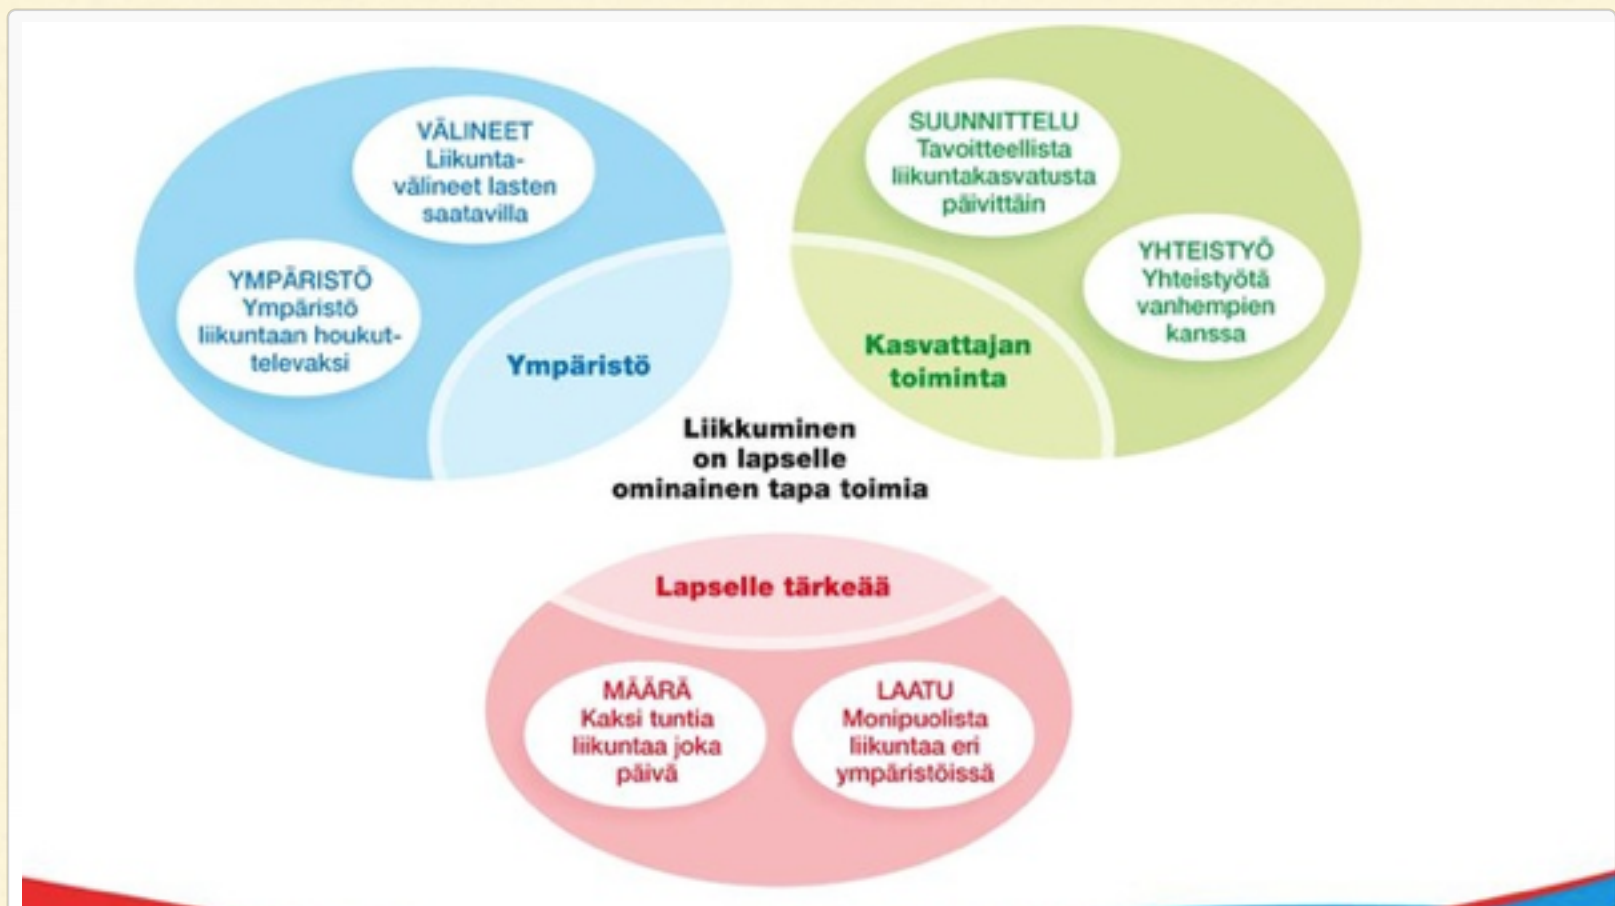 VÄLINEET
Liikunta-
välineet lasten
saatavilla
YMPÄRISTÖ
Ympäristö
liikuntaan houkut-
televaksi
Ympäristö
SUUNNITTELU
Tavoitteellista
liikuntakasvatusta
päivittäin
YHTEISTYÖ
Yhteistyötä
vanhempien
kanssa
Kasvattajan
toiminta
Liikkuminen
on lapselle
ominainen tapa toimia
Lapselle tärkeää
MÄÄRÄ
Kaksi tuntia
liikuntaa joka
päivä
LAATU
Monipuolista
liikuntaa eri
ympäristöissä